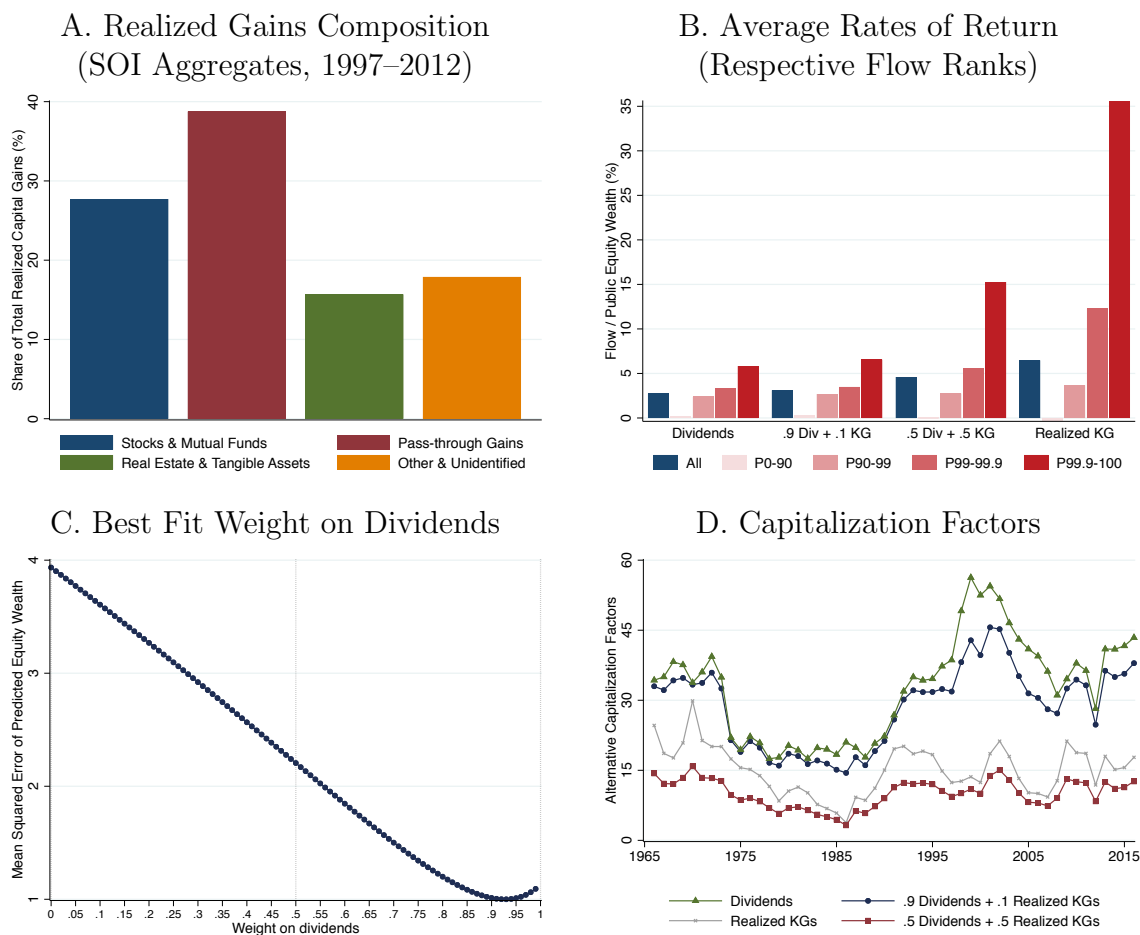 A. Realized Gains Composition
(SOI Aggregates, 1997–2012)
Share of Total Realized Capital Gains (%)
40
30
20
10
0
Stocks & Mutual Funds
Pass-through Gains
Real Estate & Tangible Assets
Other & Unidentified
B. Average Rates of Return
(Respective Flow Ranks)
Flow / Public Equity Wealth (%)
35
30
25
20
15
10
5
0
Dividends
.9 Div + .1 KG
.5 Div + .5 KG
Realized KG
All
P0-90
P90-99
P99-99.9
P99.9-100
C. Best Fit Weight on Dividends
Mean Squared Error of Predicted Equity Wealth
4
3
2
1
0 .05 .1 .15 .2 .25 .3 .35 .4 .45 .5 .55 .6 .65 .7 .75 .8 .85 .9 .95 1
Weight on dividends
D. Capitalization Factors
Alternative Capitalization Factors
60
45
30
15
0
1965 1975 1985 1995 2005 2015
Dividends
.9 Dividends + .1 Realized KGs
Realized KGs
.5 Dividends + .5 Realized KGs